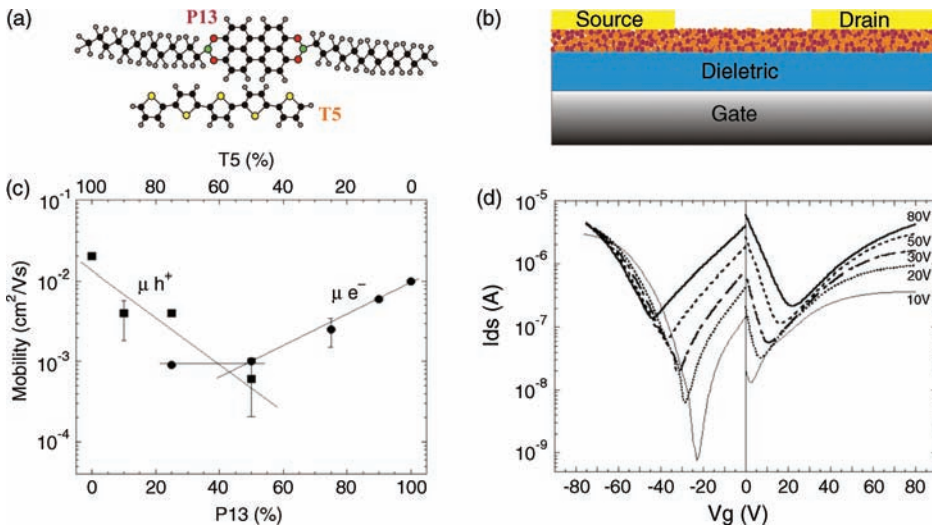 (a)
P13
T5
(b)
Source
Drain
Dieletric
Gate
(c)
T5 (%)
100 80 60 40 20 0
Mobility (cm²/Vs)
10⁻¹
10⁻²
10⁻³
10⁻⁴
μ h⁺
μ e⁻
0 20 40 60 80 100
P13 (%)
(d)
Ids (A)
10⁻⁵
10⁻⁶
10⁻⁷
10⁻⁸
10⁻⁹
80V
50V
30V
20V
10V
-80 -60 -40 -20 0 20 40 60 80
Vg (V)